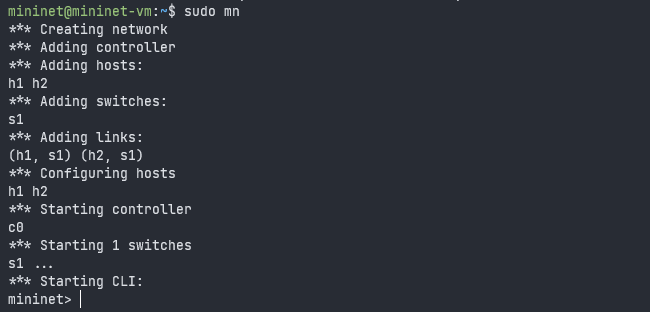 mininet@mininet-vm:~$ sudo mn
*** Creating network
*** Adding controller
*** Adding hosts:
h1 h2
*** Adding switches:
s1
*** Adding links:
(h1, s1) (h2, s1)
*** Configuring hosts
h1 h2
*** Starting controller
c0
*** Starting 1 switches
s1 ...
*** Starting CLI:
mininet>